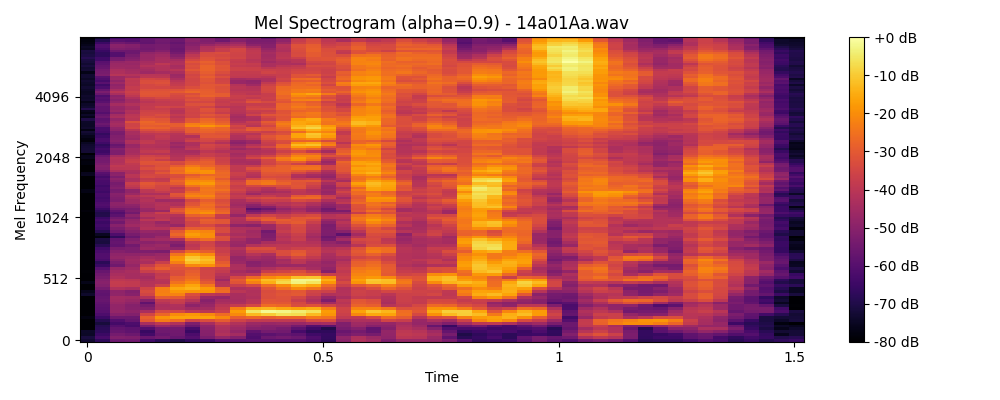 Mel Spectrogram (alpha=0.9) - 14a01Aa.wav
Mel Frequency
4096
2048
1024
512
0
0
0.5
1
1.5
Time
+0 dB
-10 dB
-20 dB
-30 dB
-40 dB
-50 dB
-60 dB
-70 dB
-80 dB